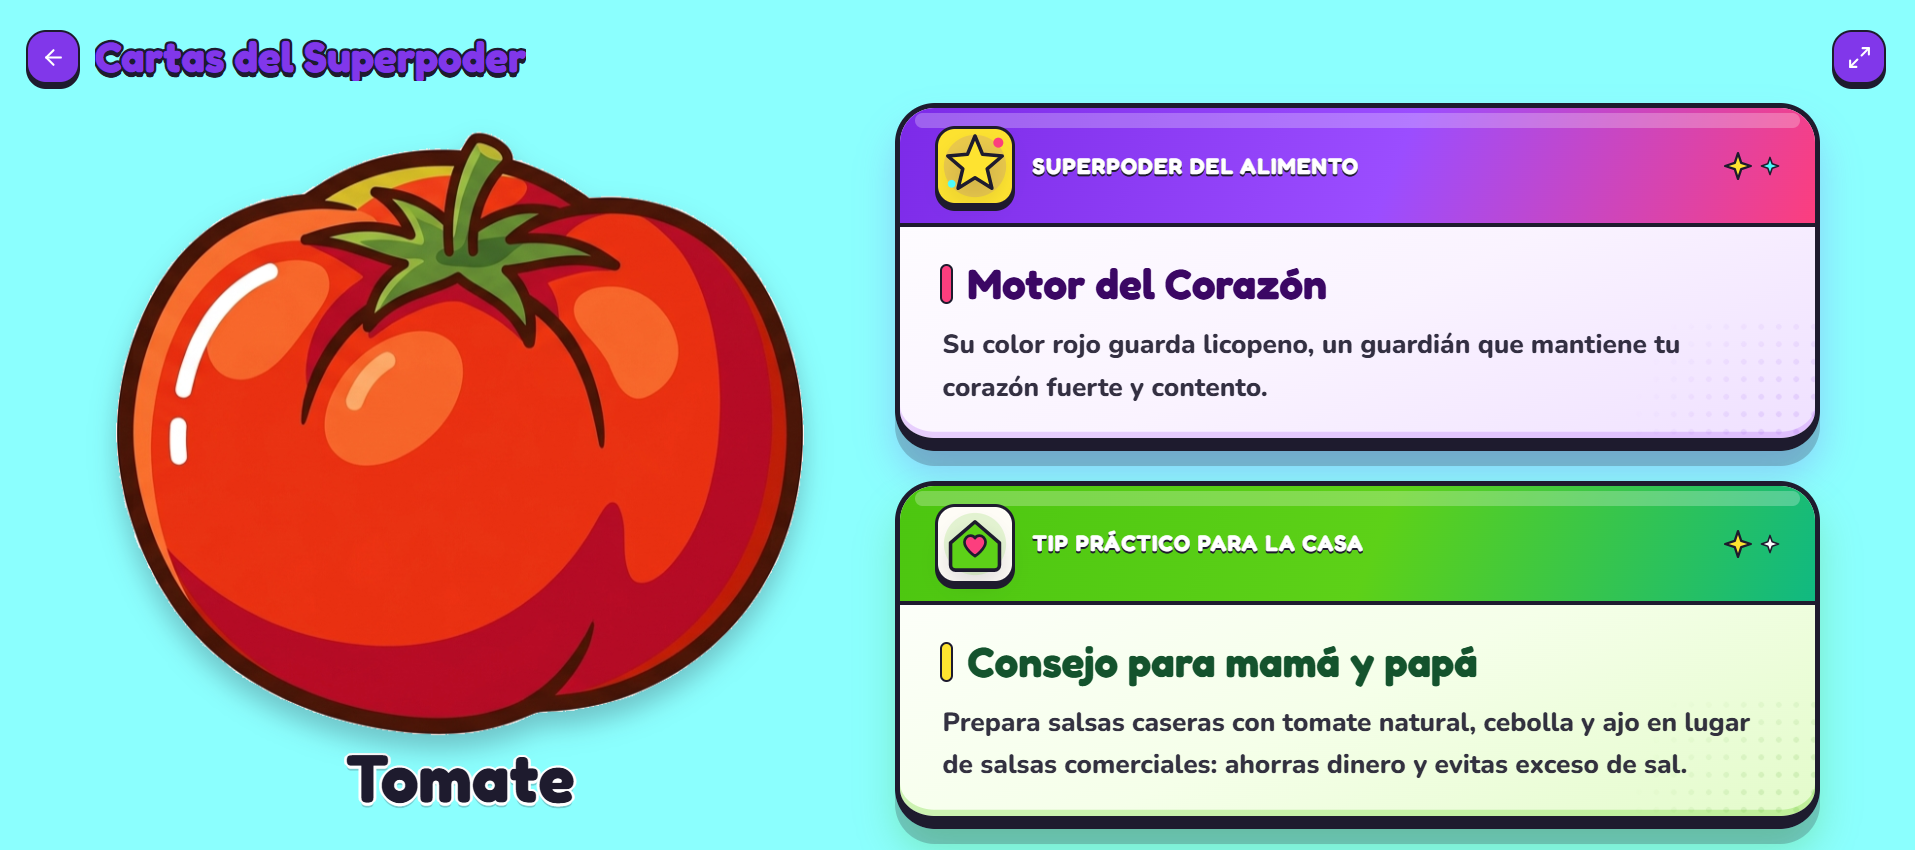 Cartas del Superpoder
SUPERPODER DEL ALIMENTO
Motor del Corazón
Su color rojo guarda licopeno, un guardián que mantiene tu
corazón fuerte y contento.
TIP PRÁCTICO PARA LA CASA
Consejo para mamá y papá
Prepara salsas caseras con tomate natural, cebolla y ajo en lugar
de salsas comerciales: ahorras dinero y evitas exceso de sal.
Tomate